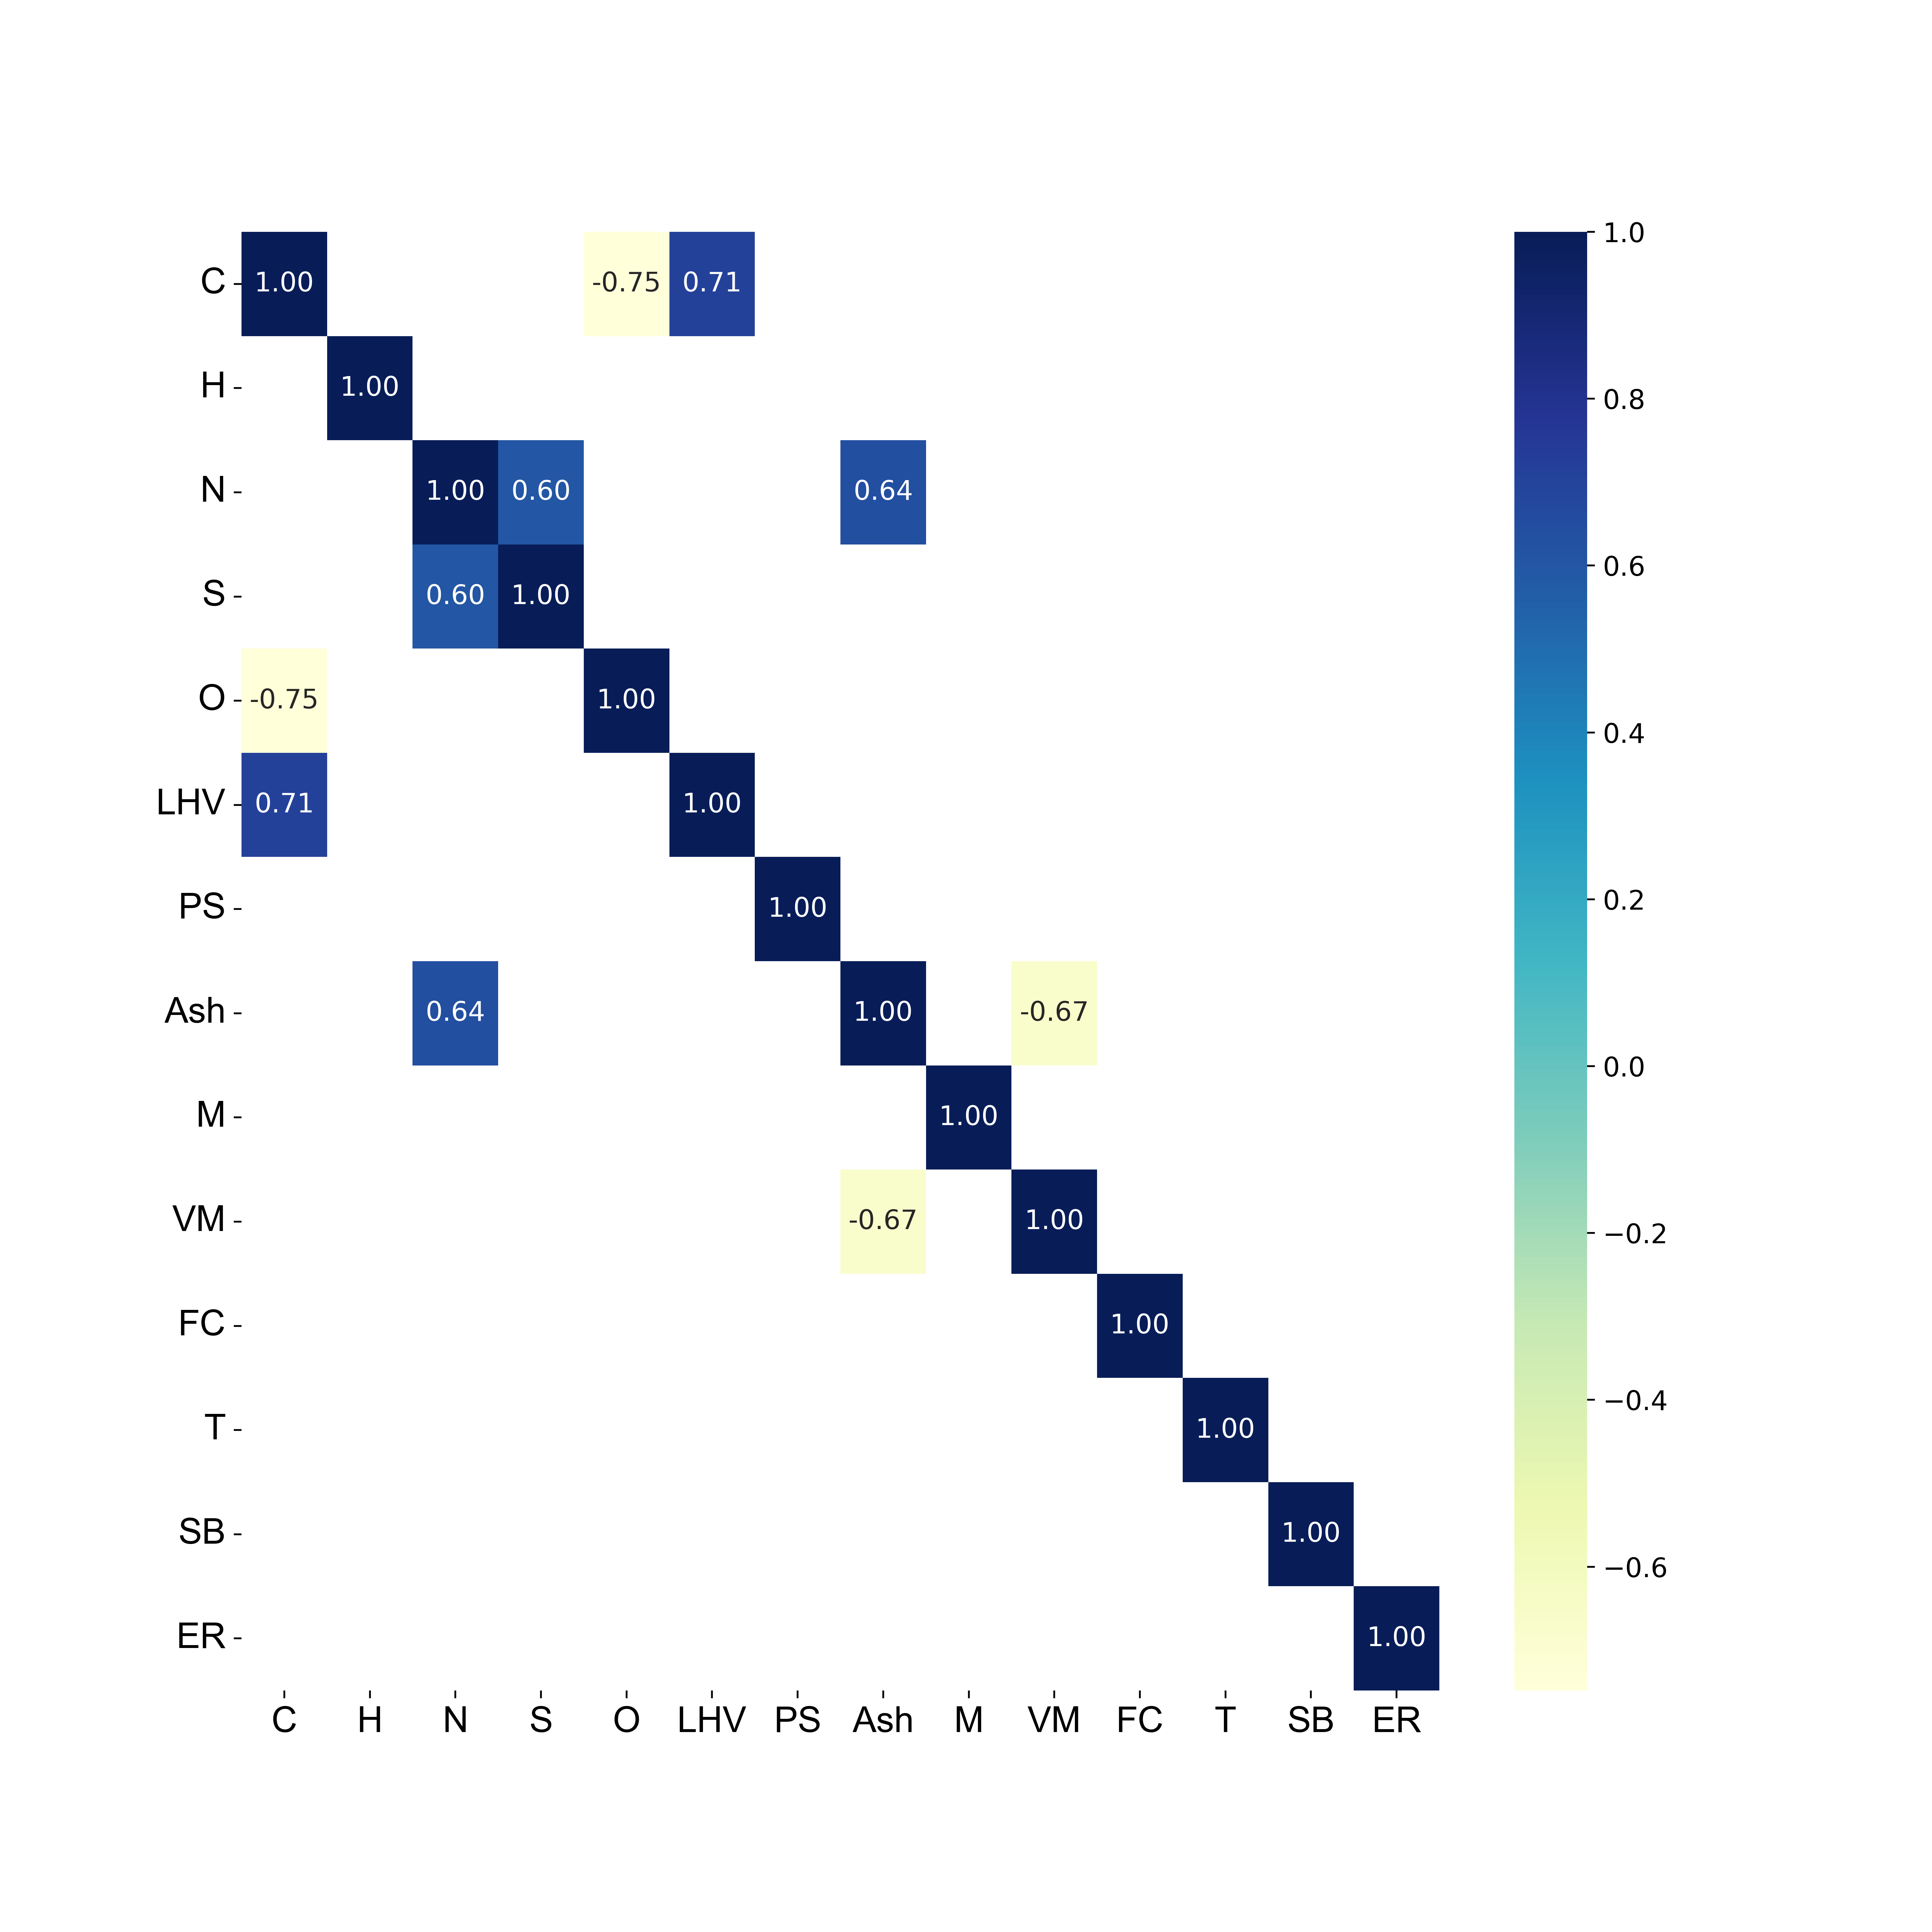 C 1.00 -0.75 0.71
H 1.00
N 1.00 0.60 0.64
S 0.60 1.00
O -0.75 1.00
LHV 0.71 1.00
PS 1.00
Ash 0.64 1.00 -0.67
M 1.00
VM -0.67 1.00
FC 1.00
T 1.00
SB 1.00
ER 1.00
C H N S O LHV PS Ash M VM FC T SB ER
1.0
0.8
0.6
0.4
0.2
0.0
−0.2
−0.4
−0.6